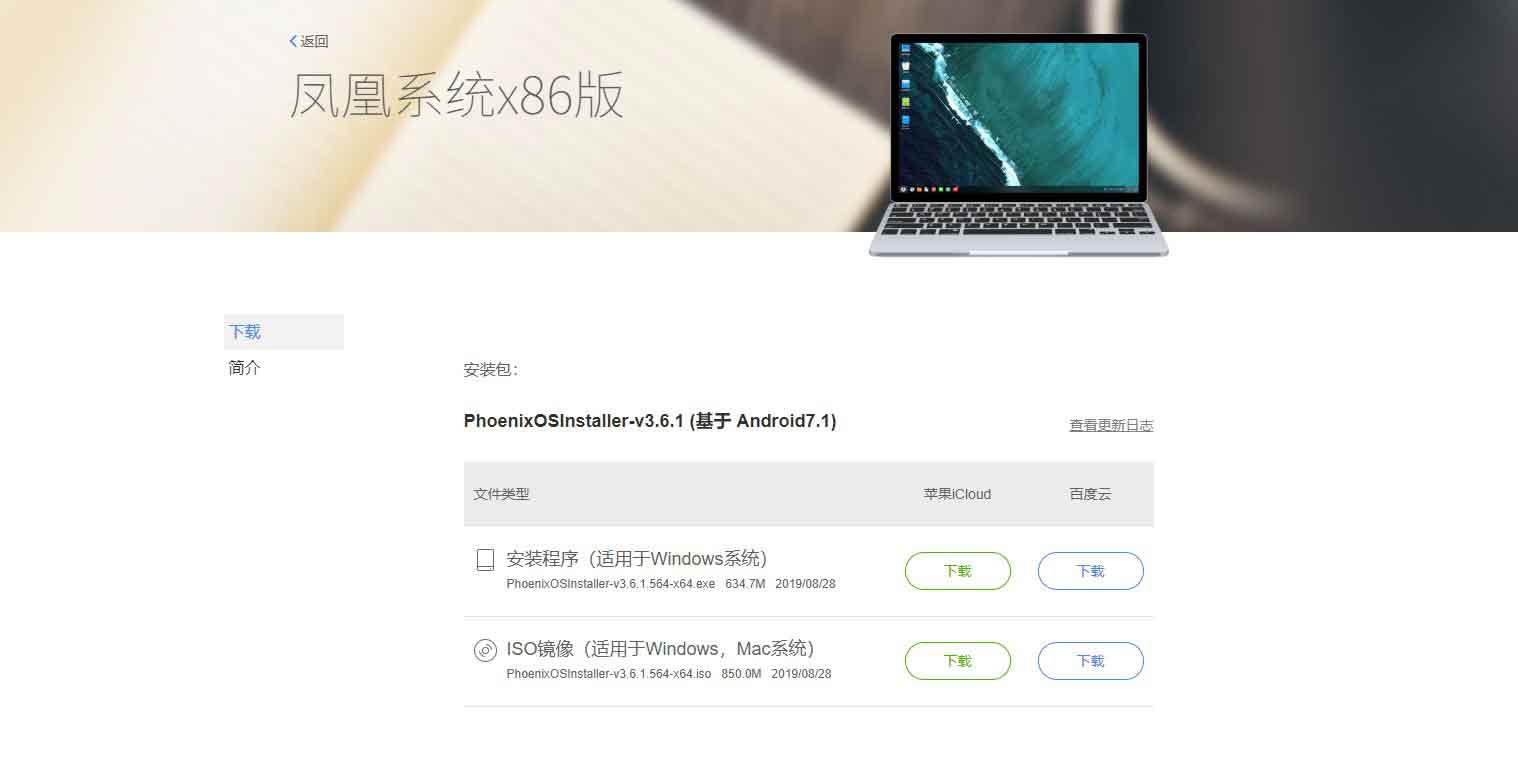 返回
凤凰系统x86版
下载
简介
安装包：
PhoenixOSInstaller-v3.6.1 (基于 Android7.1)
查看更新日志
文件类型 苹果iCloud 百度云
安装程序（适用于Windows系统）
下载 下载
PhoenixOSInstaller-v3.6.1.564-x64.exe 634.7M 2019/08/28
ISO镜像（适用于Windows，Mac系统）
下载 下载
PhoenixOSInstaller-v3.6.1.564-x64.iso 850.0M 2019/08/28